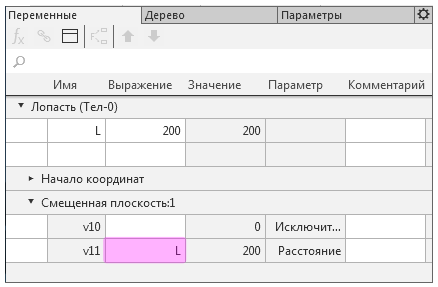 Переменные Дерево Параметры
Имя Выражение Значение Параметр Комментарий
Лопасть (Тел-0)
L 200 200
Начало координат
Смещенная плоскость:1
v10 0 Исключит...
v11 L 200 Расстояние